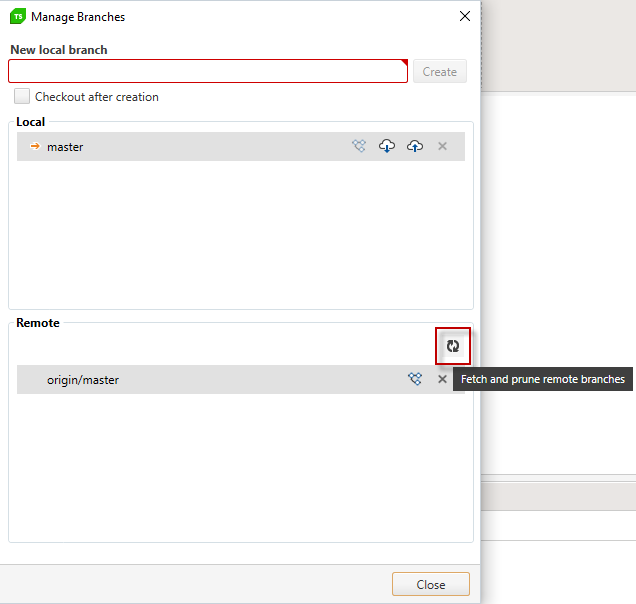 TS Manage Branches
New local branch
Create
Checkout after creation
Local
master
Remote
origin/master
Fetch and prune remote branches
Close